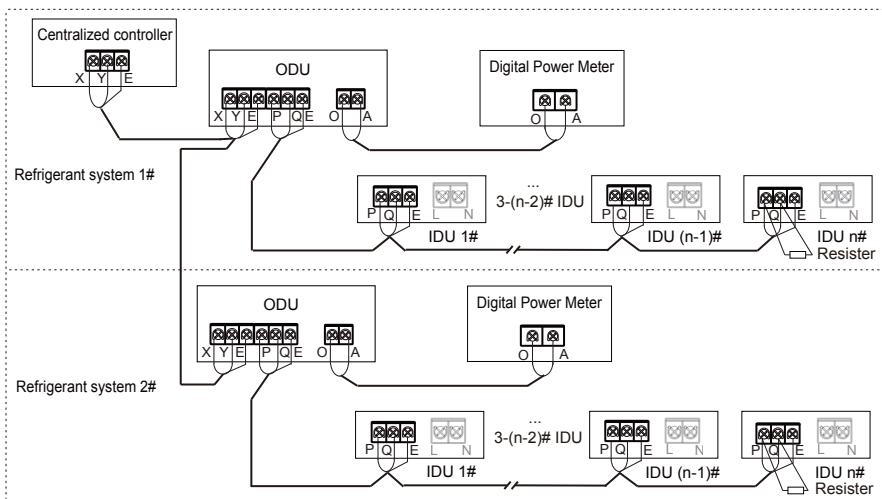 Centralized controller
X Y E
ODU
X Y E P Q E O A
Digital Power Meter
O A
Refrigerant system 1#
P Q E L N
IDU 1#
...
3-(n-2)# IDU
P Q E L N
IDU (n-1)#
P Q E L N
IDU n#
Resister
ODU
X Y E P Q E O A
Digital Power Meter
O A
Refrigerant system 2#
P Q E L N
IDU 1#
...
3-(n-2)# IDU
P Q E L N
IDU (n-1)#
P Q E L N
IDU n#
Resister